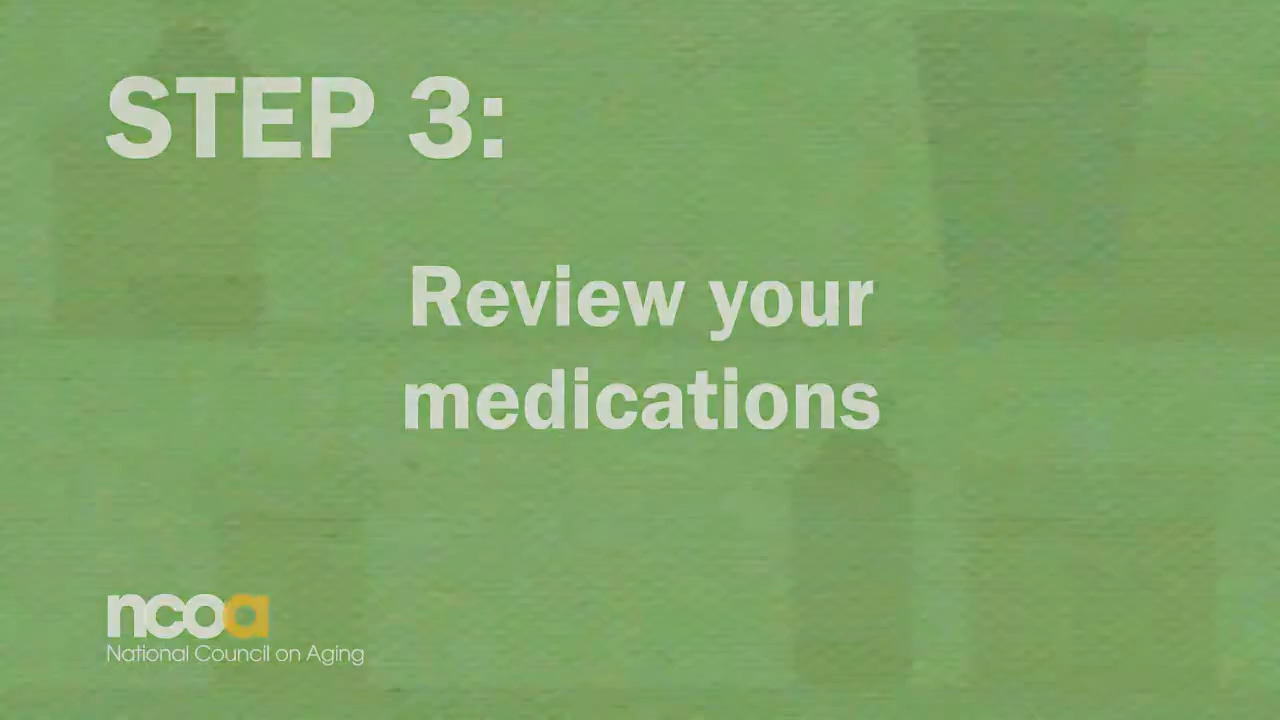 STEP 3:
Review your
medications
ncoa
National Council on Aging